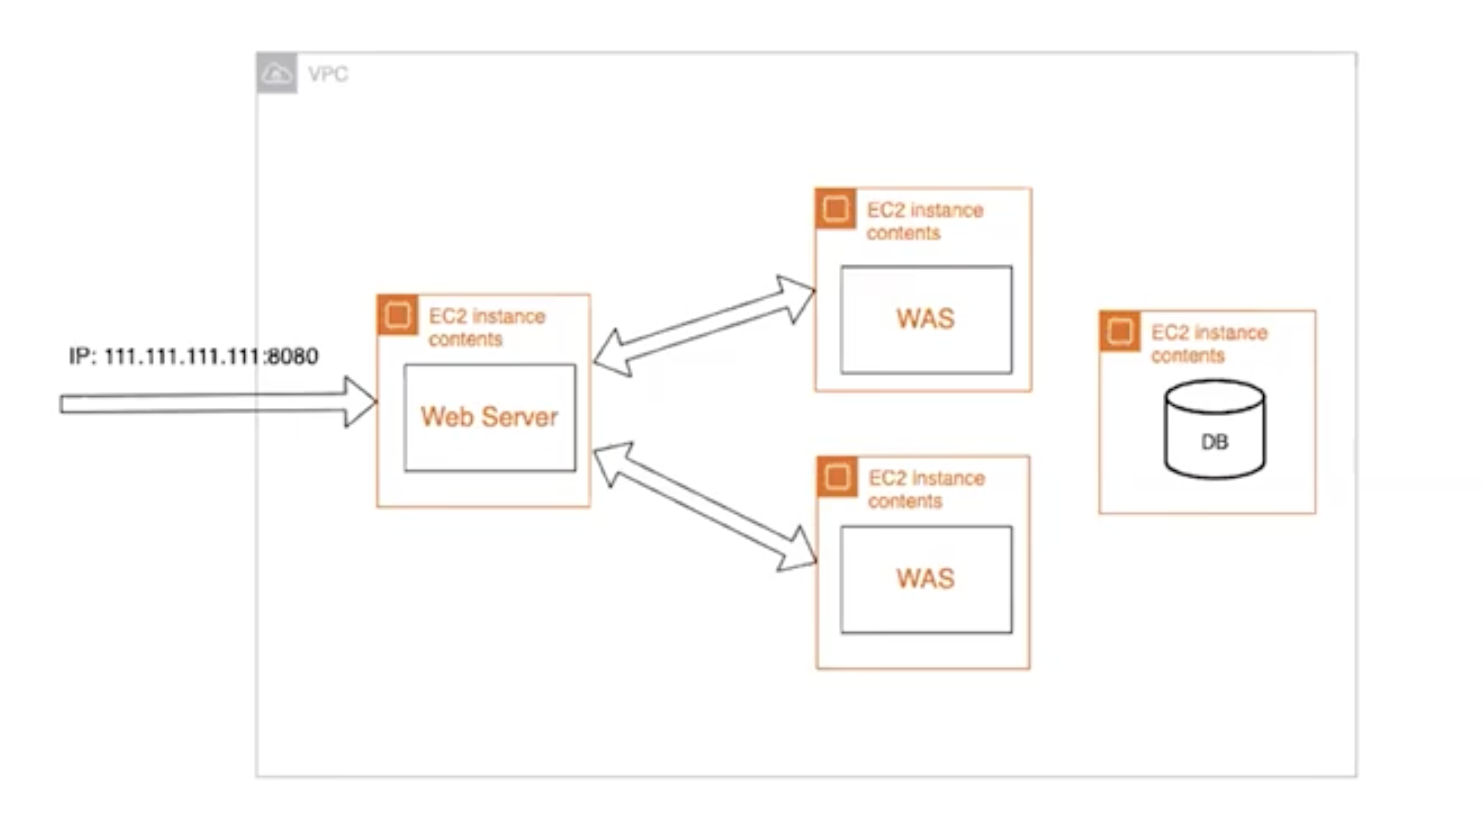 VPC
EC2 instance
contents
WAS
EC2 instance
contents
Web Server
IP: 111.111.111.111:8080
EC2 instance
contents
DB
EC2 instance
contents
WAS